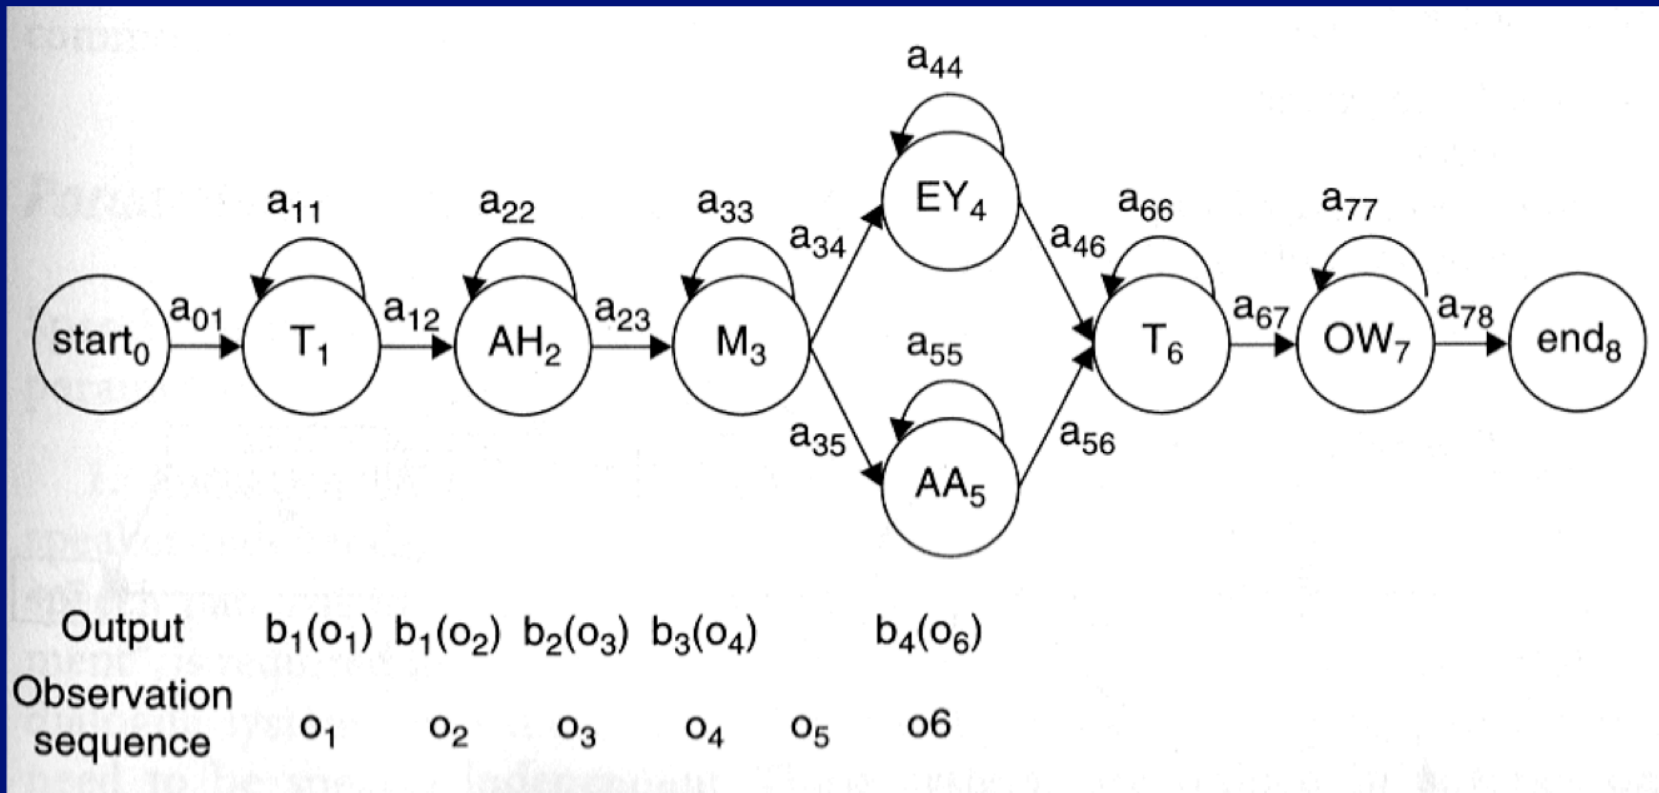 a₄₄
EY₄
a₁₁ a₂₂ a₃₃ a₆₆ a₇₇
a₃₄ a₄₆
start₀ a₀₁ T₁ a₁₂ AH₂ a₂₃ M₃ a₅₅ T₆ a₆₇ OW₇ a₇₈ end₈
a₃₅ a₅₆
AA₅
Output b₁(o₁) b₁(o₂) b₂(o₃) b₃(o₄) b₄(o₆)
Observation
sequence o₁ o₂ o₃ o₄ o₅ o6